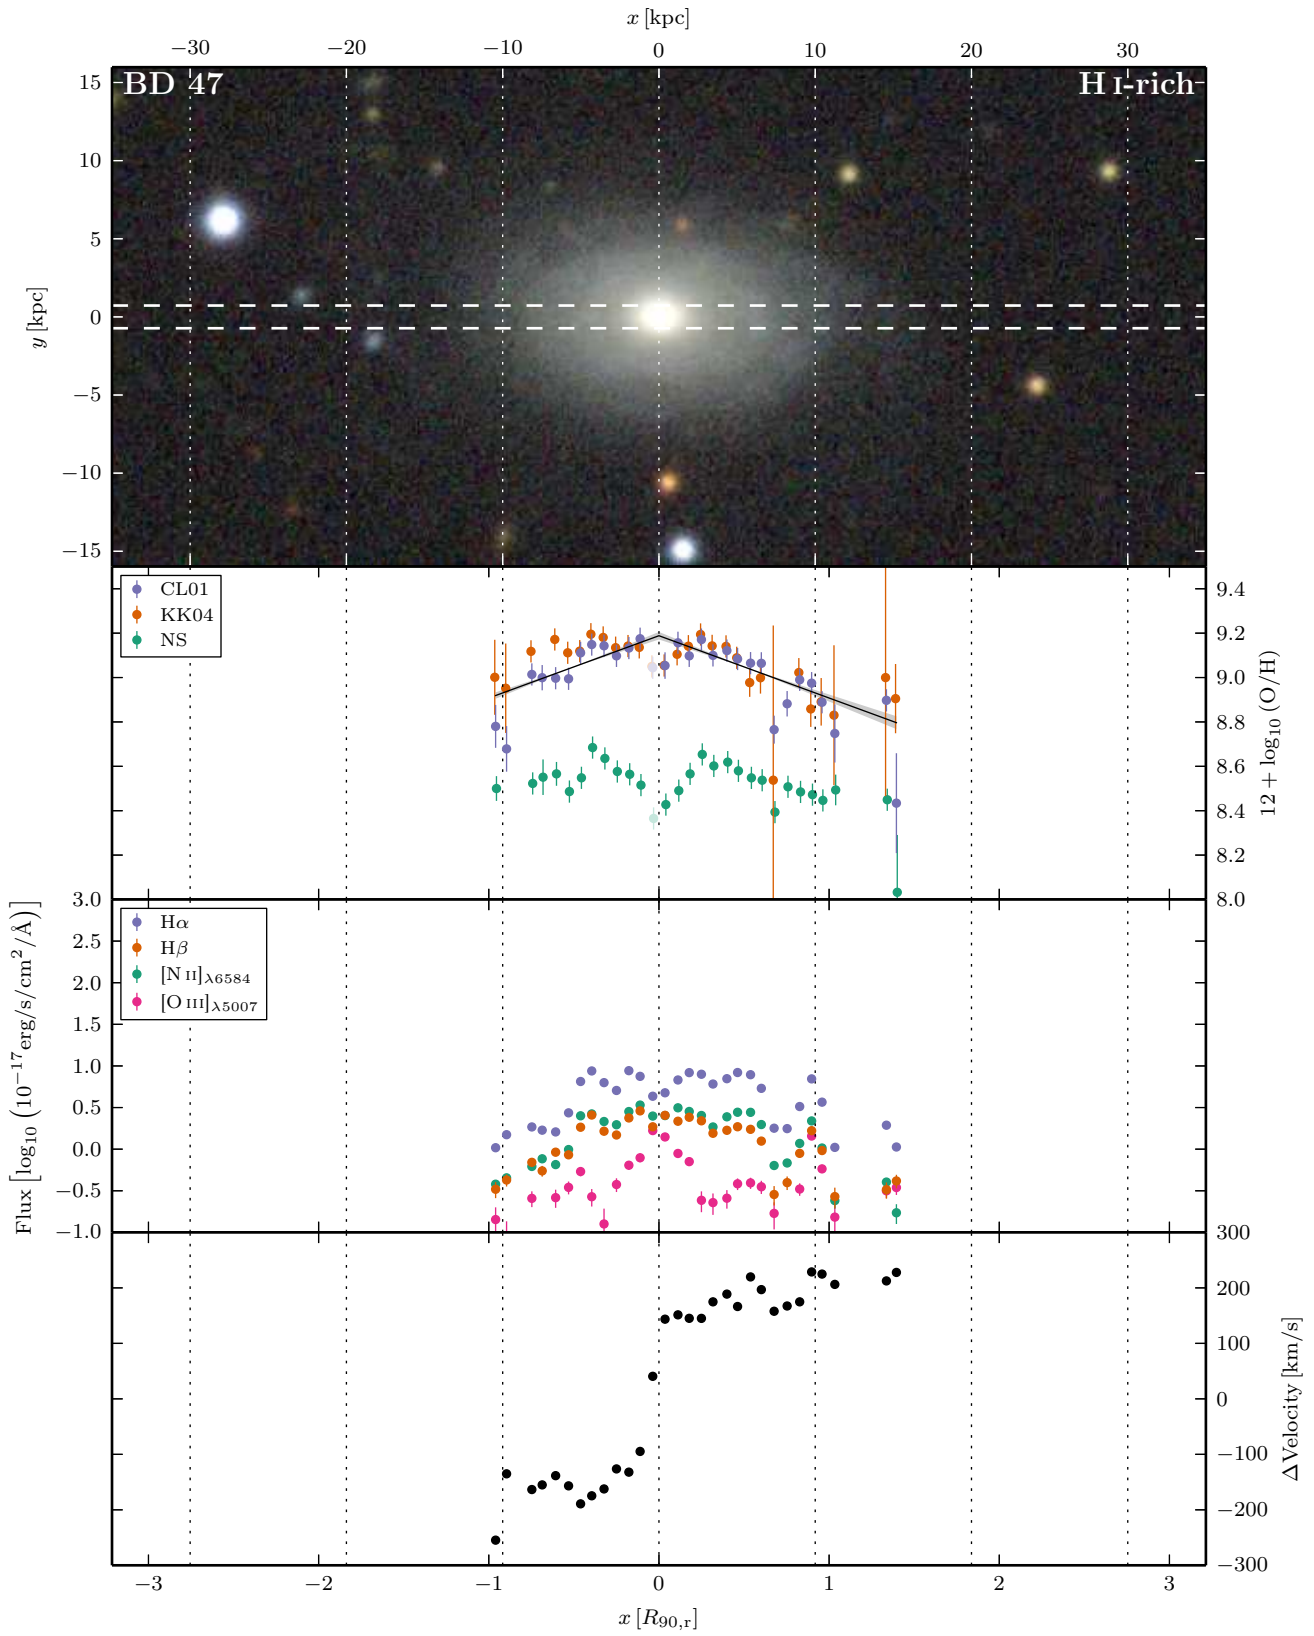 x [kpc]
−30 −20 −10 0 10 20 30
BD 47 H I-rich
15
10
5
0
−5
−10
−15
y [kpc]
CL01
KK04
NS
9.4
9.2
9.0
8.8
8.6
8.4
8.2
8.0
12 + log₁₀ (O/H)
Hα
Hβ
[N II]λ6584
[O III]λ5007
3.0
2.5
2.0
1.5
1.0
0.5
0.0
−0.5
−1.0
Flux [log₁₀ (10⁻¹⁷erg/s/cm²/Å)]
300
200
100
0
−100
−200
−300
ΔVelocity [km/s]
−3 −2 −1 0 1 2 3
x [R₉₀,ᵣ]